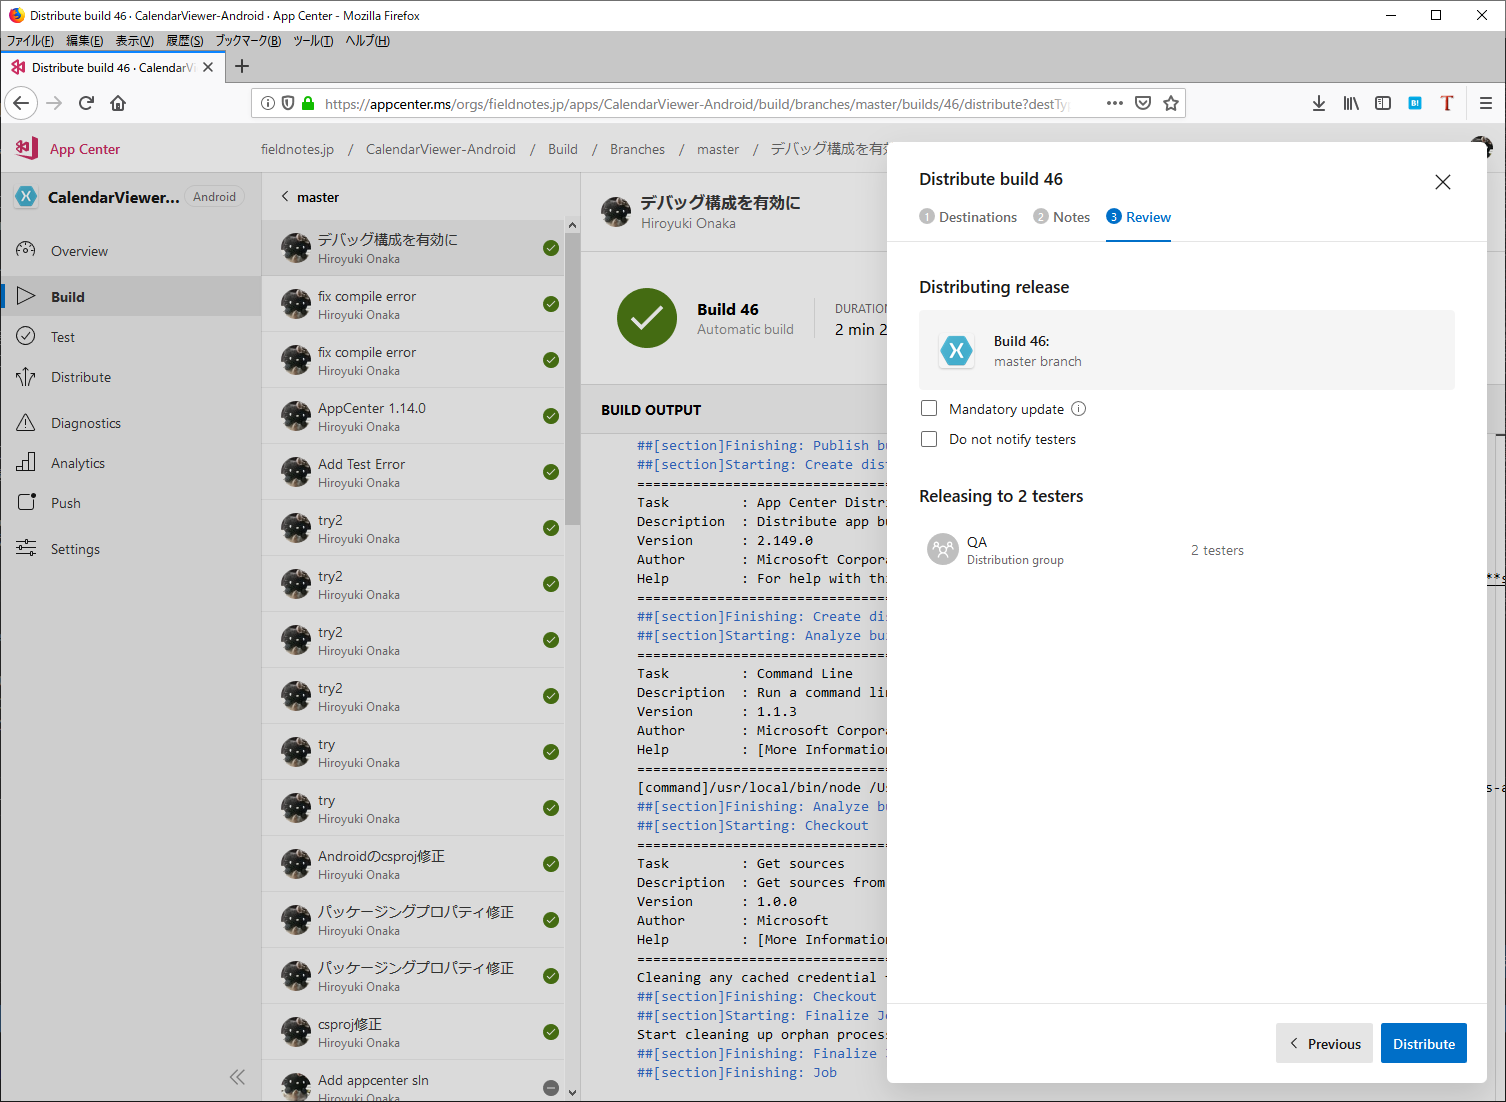 Distribute build 46 · CalendarViewer-Android · App Center - Mozilla Firefox
ファイル(F) 編集(E) 表示(V) 履歴(S) ブックマーク(B) ツール(T) ヘルプ(H)
Distribute build 46 · CalendarVi
https://appcenter.ms/orgs/fieldnotes.jp/apps/CalendarViewer-Android/build/branches/master/builds/46/distribute?destTy
App Center
fieldnotes.jp / CalendarViewer-Android / Build / Branches / master / デバッグ構成を有効
CalendarViewer... Android
Overview
Build
Test
Distribute
Diagnostics
Analytics
Push
Settings
master
デバッグ構成を有効に
Hiroyuki Onaka
fix compile error
Hiroyuki Onaka
fix compile error
Hiroyuki Onaka
AppCenter 1.14.0
Hiroyuki Onaka
Add Test Error
Hiroyuki Onaka
try2
Hiroyuki Onaka
try2
Hiroyuki Onaka
try2
Hiroyuki Onaka
try2
Hiroyuki Onaka
try
Hiroyuki Onaka
try
Hiroyuki Onaka
Androidのcsproj修正
Hiroyuki Onaka
パッケージングプロパティ修正
Hiroyuki Onaka
パッケージングプロパティ修正
Hiroyuki Onaka
csproj修正
Hiroyuki Onaka
Add appcenter sln
Hiroyuki Onaka
デバッグ構成を有効に
Hiroyuki Onaka
Build 46
Automatic build
DURATION
2 min 2
BUILD OUTPUT
##[section]Finishing: Publish bu
##[section]Starting: Create dist
================================
Task : App Center Distri
Description : Distribute app bu
Version : 2.149.0
Author : Microsoft Corpora
Help : For help with thi
================================
##[section]Finishing: Create dis
##[section]Starting: Analyze bui
================================
Task : Command Line
Description : Run a command lin
Version : 1.1.3
Author : Microsoft Corpora
Help : [More Information
================================
[command]/usr/local/bin/node /Us
##[section]Finishing: Analyze bu
##[section]Starting: Checkout
================================
Task : Get sources
Description : Get sources from
Version : 1.0.0
Author : Microsoft
Help : [More Information
================================
Cleaning any cached credential
##[section]Finishing: Checkout
##[section]Starting: Finalize Jo
Start cleaning up orphan process
##[section]Finishing: Finalize
##[section]Finishing: Job
**s
s-a
Distribute build 46
1 Destinations 2 Notes 3 Review
Distributing release
Build 46:
master branch
Mandatory update
Do not notify testers
Releasing to 2 testers
QA
Distribution group
2 testers
Previous
Distribute